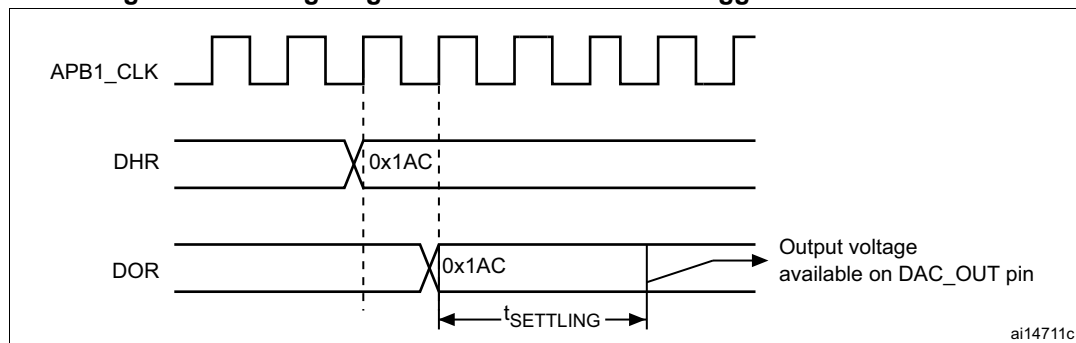 APB1_CLK
DHR
0x1AC
DOR
0x1AC
Output voltage
available on DAC_OUT pin
tSETTLING
ai14711c